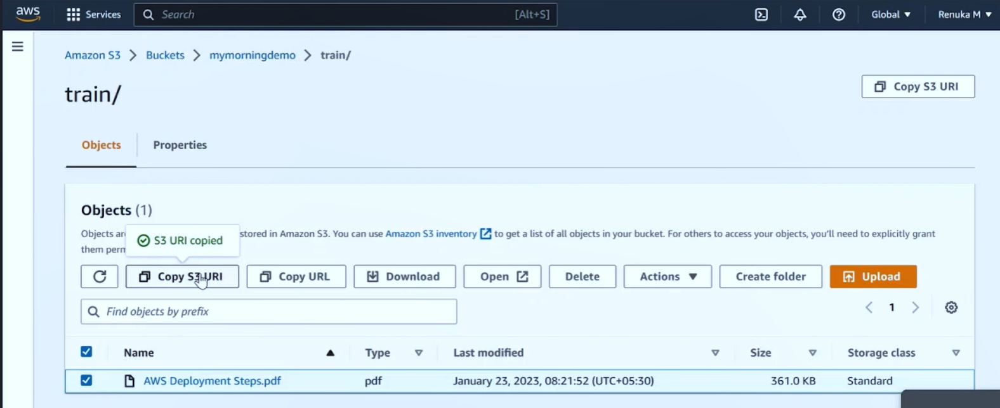 aws Services Search [Alt+S] Global Renuka M
Amazon S3 > Buckets > mymorningdemo > train/
train/
Copy S3 URI
Objects Properties
Objects (1)
S3 URI copied
Objects ar stored in Amazon S3. You can use Amazon S3 inventory to get a list of all objects in your bucket. For others to access your objects, you'll need to explicitly grant
them perm
Copy S3 URI Copy URL Download Open Delete Actions Create folder Upload
Find objects by prefix 1
Name Type Last modified Size Storage class
AWS Deployment Steps.pdf pdf January 23, 2023, 08:21:52 (UTC+05:30) 361.0 KB Standard